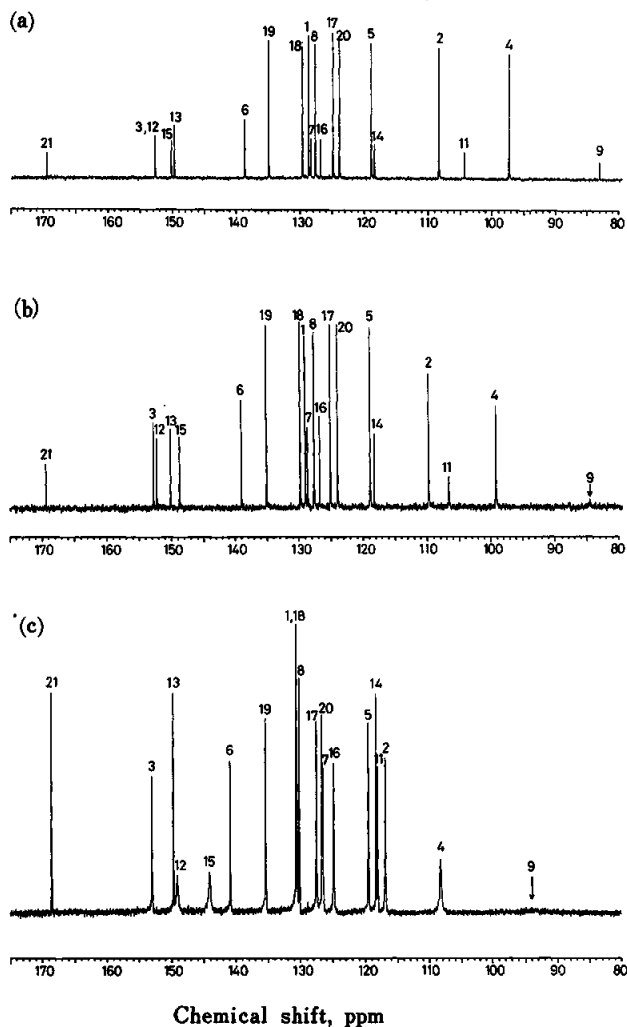 (a)
21 3,12 15 13 6 19 18 1 7 8 16 17 20 5 14 2 11 4 9
170 160 150 140 130 120 110 100 90 80
(b)
21 3 12 13 15 6 19 18 1 7 8 16 17 20 5 14 2 11 4 9
170 160 150 140 130 120 110 100 90 80
(c)
21 3 13 12 15 6 19 1,18 8 17 20 7 16 5 14 11 2 4 9
170 160 150 140 130 120 110 100 90 80
Chemical shift, ppm